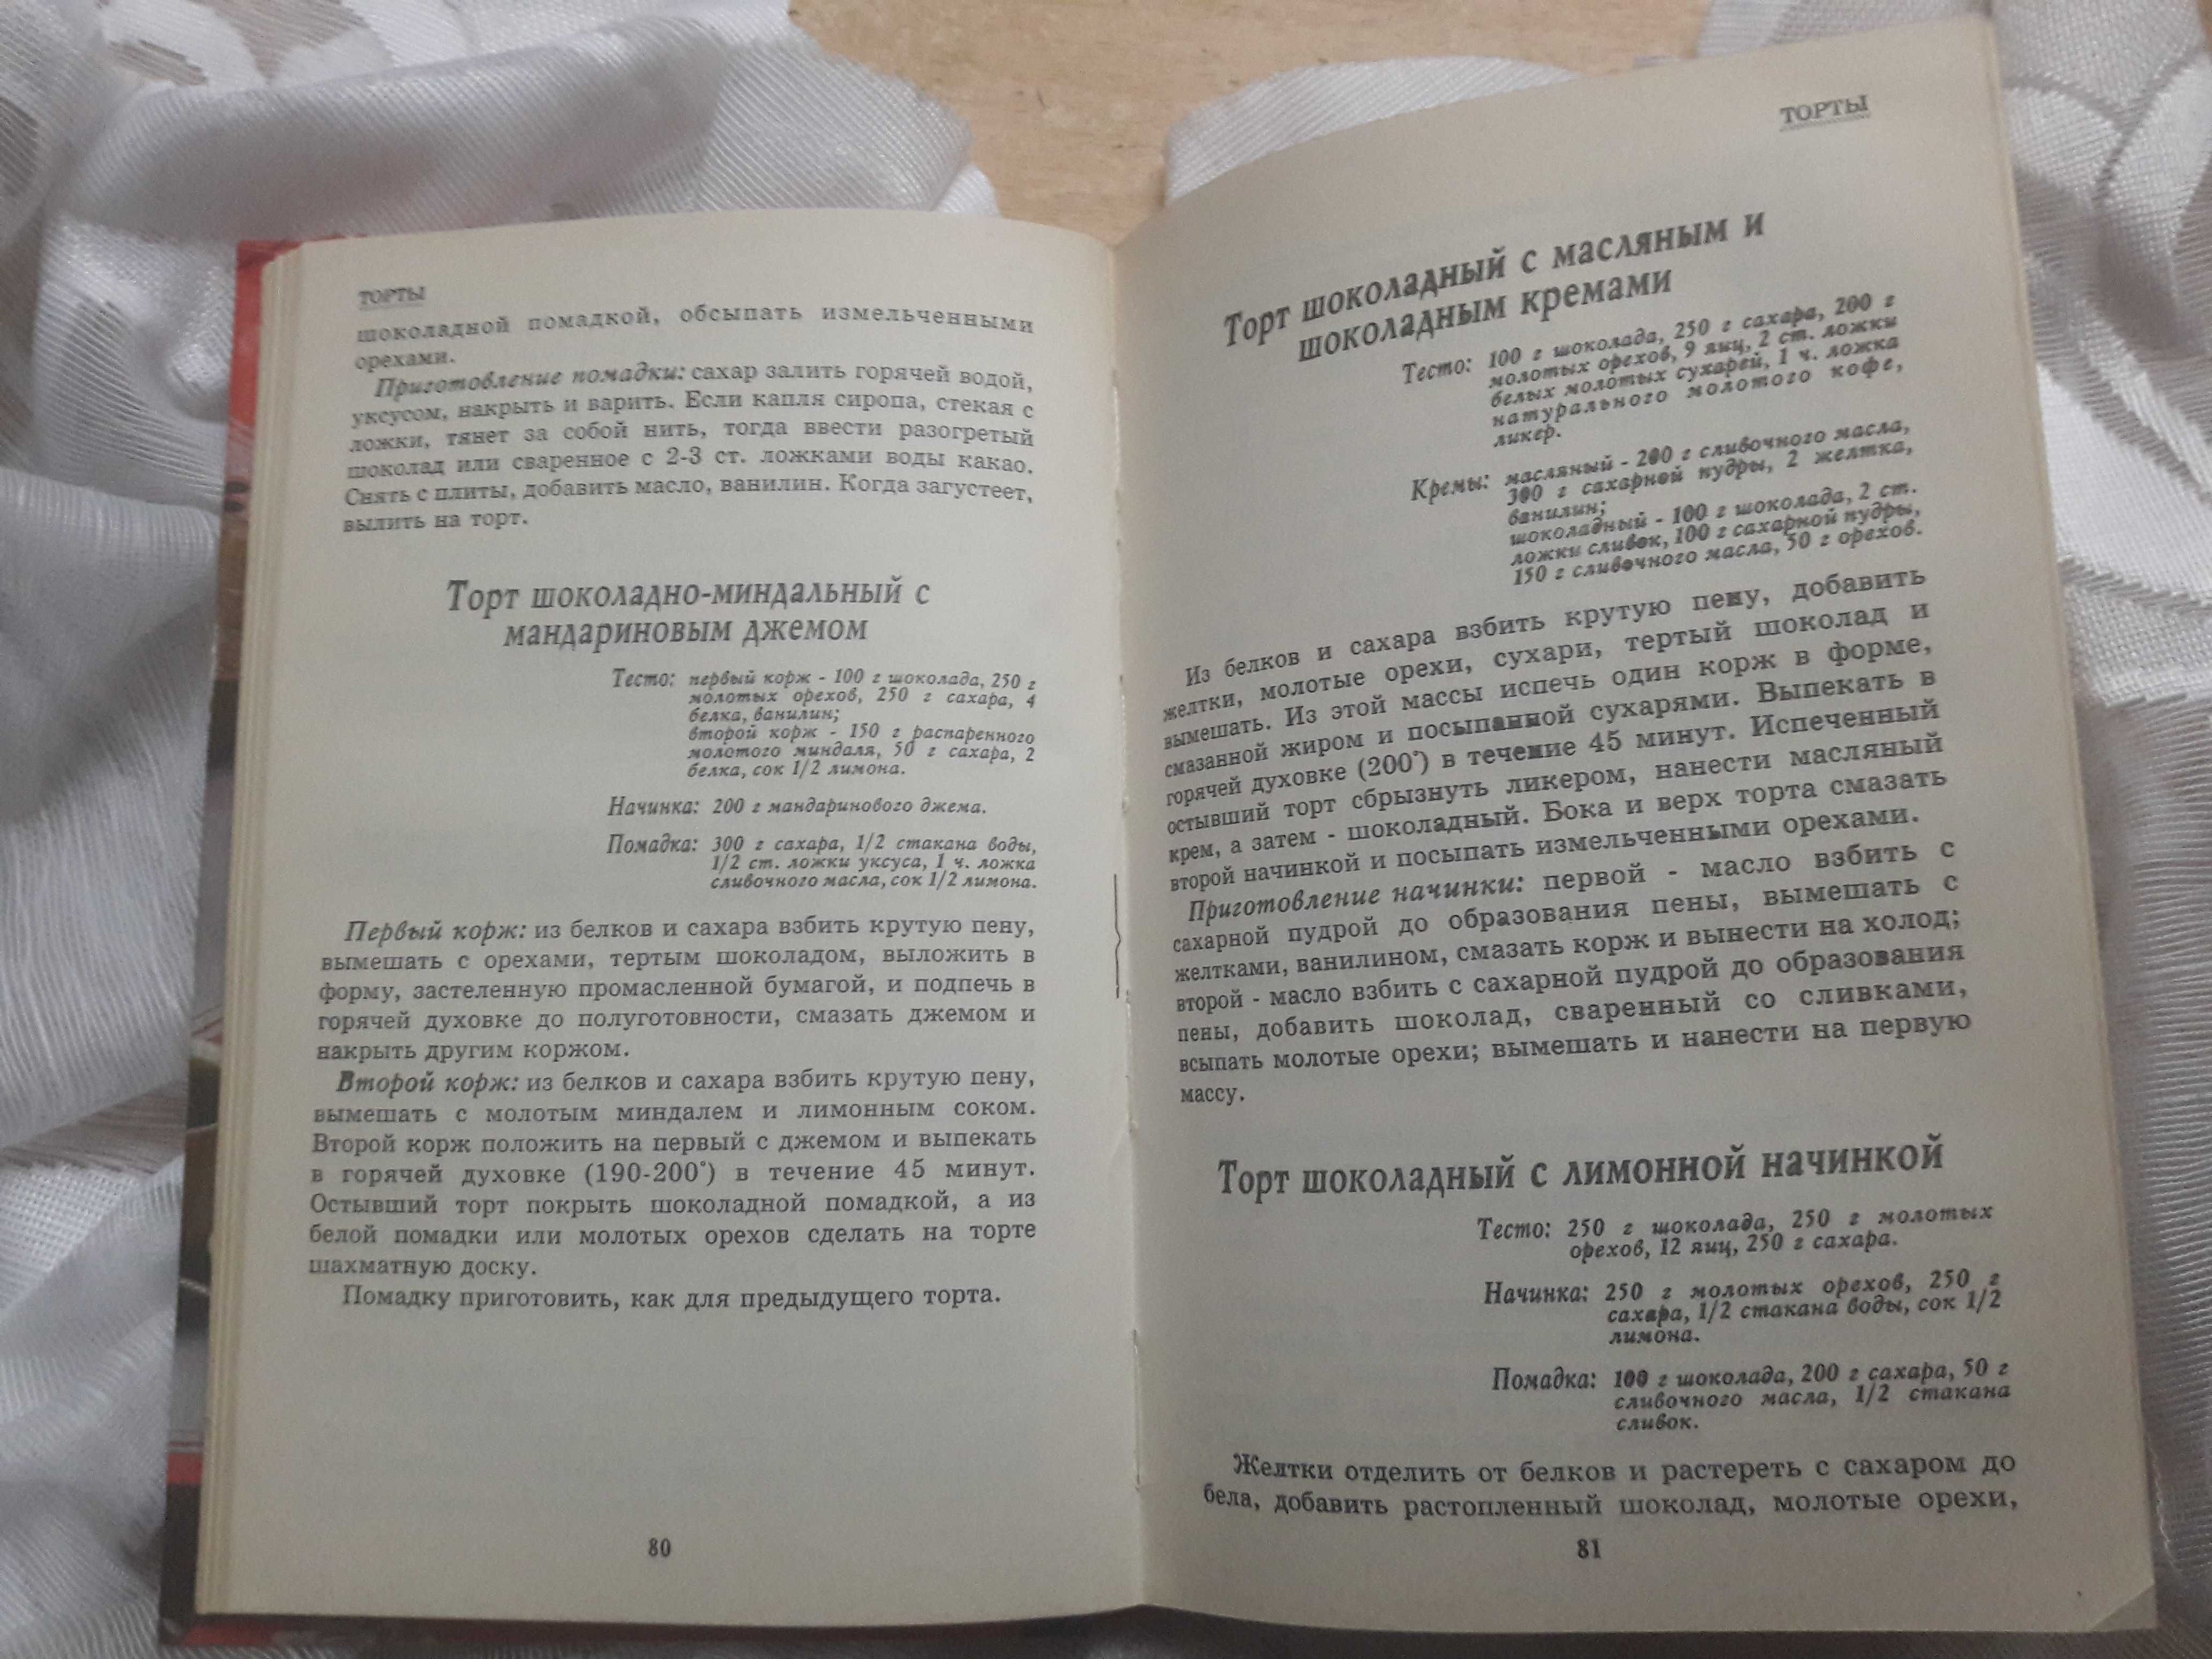 ТОРТЫ
шоколадной помадкой, обсыпать измельченными
орехами.
Приготовление помадки: сахар залить горячей водой,
уксусом, накрыть и варить. Если капля сиропа, стекая с
ложки, тянет за собой нить, тогда ввести разогретый
шоколад или сваренное с 2-3 ст. ложками воды какао.
Снять с плиты, добавить масло, ванилин. Когда загустеет,
вылить на торт.
Торт шоколадно-миндальный с
мандариновым джемом
Тесто: первый корж - 100 г шоколада, 250 г
молотых орехов, 250 г сахара, 4
белка, ванилин;
второй корж - 150 г распаренного
молотого миндаля, 50 г сахара, 2
белка, сок 1/2 лимона.
Начинка: 200 г мандаринового джема.
Помадка: 300 г сахара, 1/2 стакана воды,
1/2 ст. ложки уксуса, 1 ч. ложка
сливочного масла, сок 1/2 лимона.
Первый корж: из белков и сахара взбить крутую пену,
вымешать с орехами, тертым шоколадом, выложить в
форму, застеленную промасленной бумагой, и подпечь в
горячей духовке до полуготовности, смазать джемом и
накрыть другим коржом.
Второй корж: из белков и сахара взбить крутую пену,
вымешать с молотым миндалем и лимонным соком.
Второй корж положить на первый с джемом и выпекать
в горячей духовке (190-200°) в течение 45 минут.
Остывший торт покрыть шоколадной помадкой, а из
белой помадки или молотых орехов сделать на торте
шахматную доску.
Помадку приготовить, как для предыдущего торта.
80
ТОРТЫ
Торт шоколадный с масляным и
шоколадным кремами
Тесто: 100 г шоколада, 250 г сахара, 200 г
молотых орехов, 9 яиц, 2 ст. ложки
белых молотых сухарей, 1 ч. ложка
натурального молотого кофе,
ликер.
Кремы: масляный - 200 г сливочного масла,
300 г сахарной пудры, 2 желтка,
ванилин;
шоколадный - 100 г шоколада, 2 ст.
ложки сливок, 100 г сахарной пудры,
150 г сливочного масла, 50 г орехов.
Из белков и сахара взбить крутую пену, добавить
желтки, молотые орехи, сухари, тертый шоколад и
вымешать. Из этой массы испечь один корж в форме,
смазанной жиром и посыпанной сухарями. Выпекать в
горячей духовке (200°) в течение 45 минут. Испеченный
остывший торт сбрызнуть ликером, нанести масляный
крем, а затем - шоколадный. Бока и верх торта смазать
второй начинкой и посыпать измельченными орехами.
Приготовление начинки: первой - масло взбить с
сахарной пудрой до образования пены, вымешать с
желтками, ванилином, смазать корж и вынести на холод;
второй - масло взбить с сахарной пудрой до образования
пены, добавить шоколад, сваренный со сливками,
всыпать молотые орехи; вымешать и нанести на первую
массу.
Торт шоколадный с лимонной начинкой
Тесто: 250 г шоколада, 250 г молотых
орехов, 12 яиц, 250 г сахара.
Начинка: 250 г молотых орехов, 250 г
сахара, 1/2 стакана воды, сок 1/2
лимона.
Помадка: 100 г шоколада, 200 г сахара, 50 г
сливочного масла, 1/2 стакана
сливок.
Желтки отделить от белков и растереть с сахаром до
бела, добавить растопленный шоколад, молотые орехи,
81